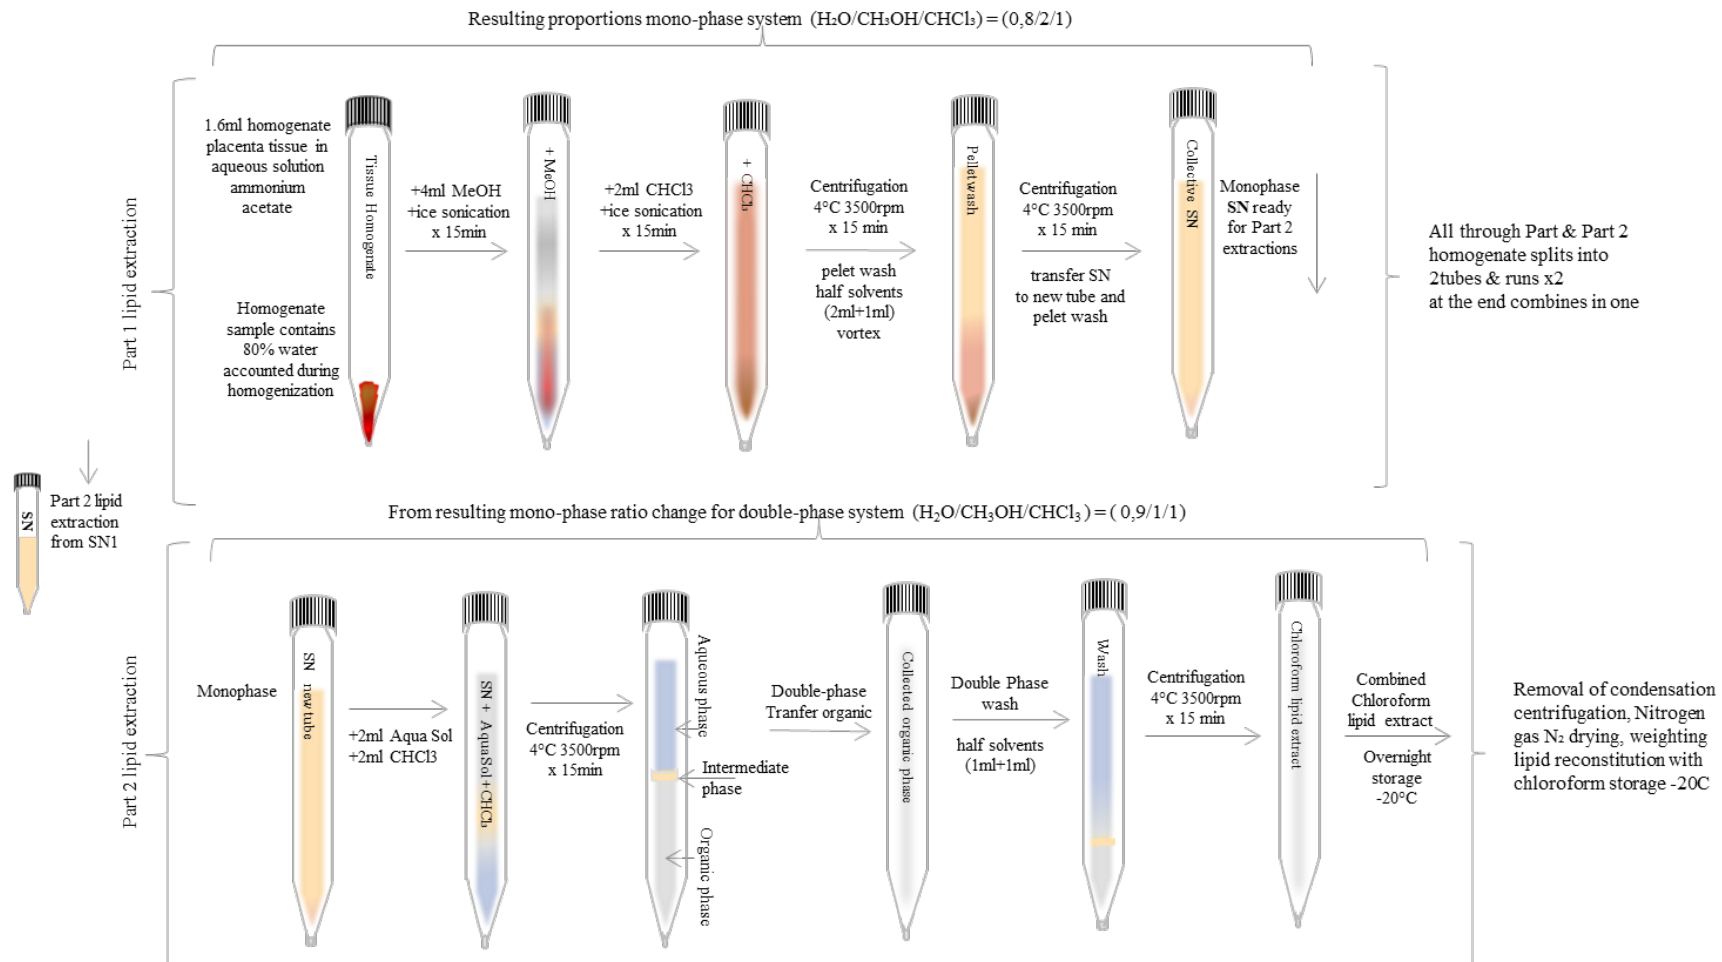 Resulting proportions mono-phase system (H₂O/CH₃OH/CHCl₃) = (0,8/2/1)
Part 1 lipid extraction
1.6ml homogenate
placenta tissue in
aqueous solution
ammonium
acetate
Homogenate
sample contains
80% water
accounted during
homogenization
Tissue Homogenate
+4ml MeOH
+ice sonication
x 15min
+ MeOH
+2ml CHCl3
+ice sonication
x 15min
+ CHCl₃
Centrifugation
4°C 3500rpm
x 15 min
pelet wash
half solvents
(2ml+1ml)
vortex
Pellet wash
Centrifugation
4°C 3500rpm
x 15 min
transfer SN
to new tube and
pelet wash
Collective SN
Monophase
SN ready
for Part 2
extractions
All through Part & Part 2
homogenate splits into
2tubes & runs x2
at the end combines in one
SN
Part 2 lipid
extraction
from SN1
From resulting mono-phase ratio change for double-phase system (H₂O/CH₃OH/CHCl₃) = ( 0,9/1/1)
Part 2 lipid extraction
Monophase
SN new tube
+2ml Aqua Sol
+2ml CHCl3
SN + AquaSol+CHCl₃
Centrifugation
4°C 3500rpm
x 15min
Aqueous phase
Intermediate
phase
Organic phase
Double-phase
Tranfer organic
Collected organic phase
Double Phase
wash
half solvents
(1ml+1ml)
Wash
Centrifugation
4°C 3500rpm
x 15 min
Chloroform lipid extract
Combined
Chloroform
lipid extract
Overnight
storage
-20°C
Removal of condensation
centrifugation, Nitrogen
gas N₂ drying, weighting
lipid reconstitution with
chloroform storage -20C